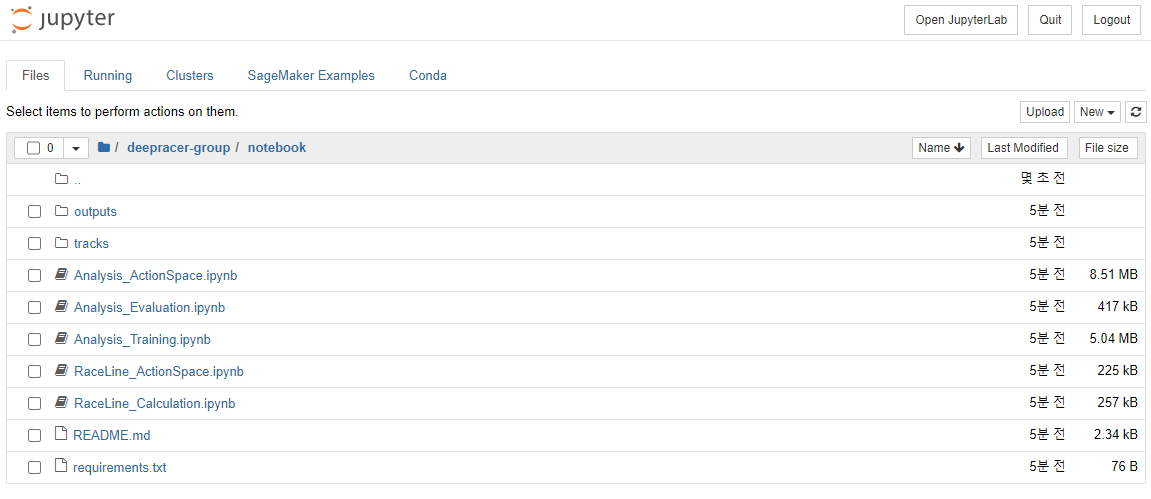 jupyter Open JupyterLab Quit Logout
Files Running Clusters SageMaker Examples Conda
Select items to perform actions on them. Upload New
0 / deepracer-group / notebook Name Last Modified File size
.. 몇 초 전
outputs 5분 전
tracks 5분 전
Analysis_ActionSpace.ipynb 5분 전 8.51 MB
Analysis_Evaluation.ipynb 5분 전 417 kB
Analysis_Training.ipynb 5분 전 5.04 MB
RaceLine_ActionSpace.ipynb 5분 전 225 kB
RaceLine_Calculation.ipynb 5분 전 257 kB
README.md 5분 전 2.34 kB
requirements.txt 5분 전 76 B